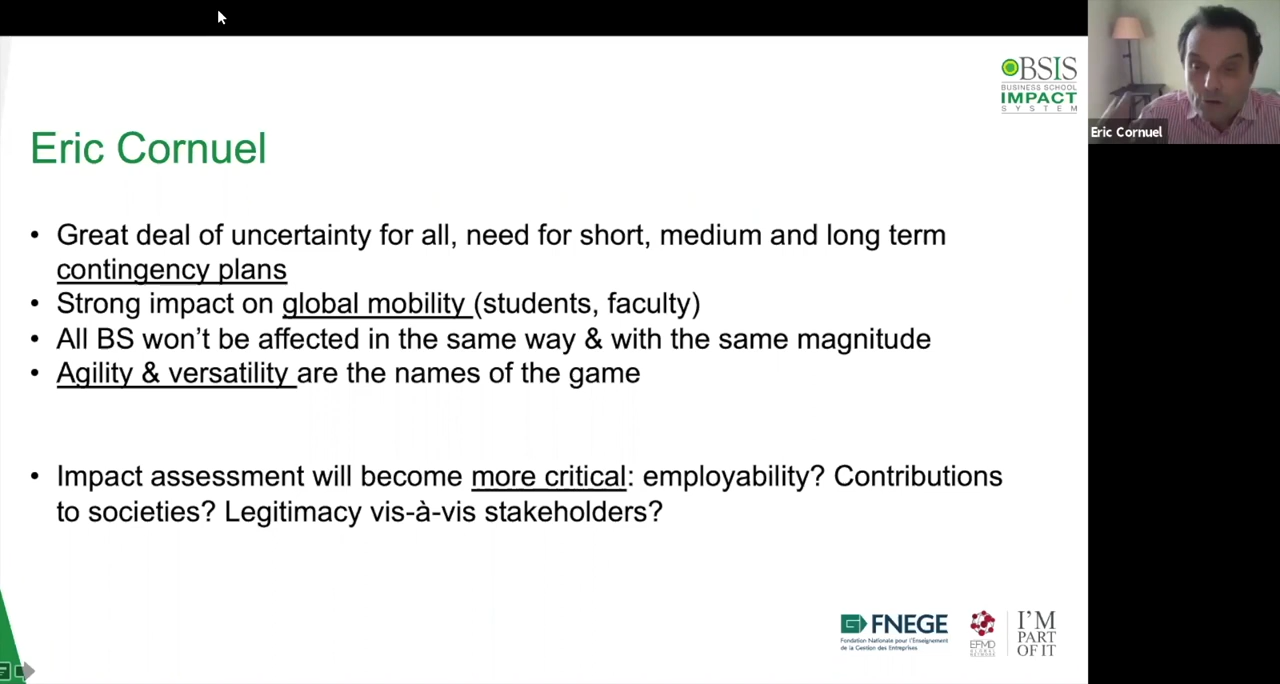 BSIS
BUSINESS SCHOOL
IMPACT
SYSTEM
Eric Cornuel
Eric Cornuel
• Great deal of uncertainty for all, need for short, medium and long term
contingency plans
• Strong impact on global mobility (students, faculty)
• All BS won't be affected in the same way & with the same magnitude
• Agility & versatility are the names of the game
• Impact assessment will become more critical: employability? Contributions
to societies? Legitimacy vis-à-vis stakeholders?
FNEGE
Fondation Nationale pour l'Enseignement
de la Gestion des Entreprises
EFMD
GLOBAL
NETWORK
I'M
PART
OF IT